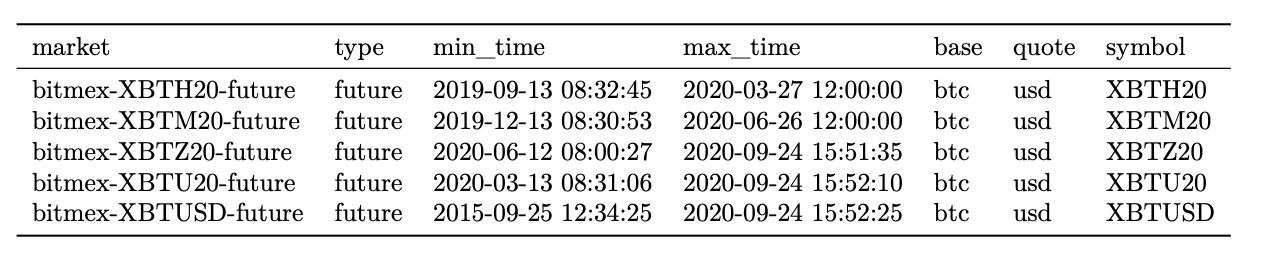 market type min_time max_time base quote symbol
bitmex-XBTH20-future future 2019-09-13 08:32:45 2020-03-27 12:00:00 btc usd XBTH20
bitmex-XBTM20-future future 2019-12-13 08:30:53 2020-06-26 12:00:00 btc usd XBTM20
bitmex-XBTZ20-future future 2020-06-12 08:00:27 2020-09-24 15:51:35 btc usd XBTZ20
bitmex-XBTU20-future future 2020-03-13 08:31:06 2020-09-24 15:52:10 btc usd XBTU20
bitmex-XBTUSD-future future 2015-09-25 12:34:25 2020-09-24 15:52:25 btc usd XBTUSD